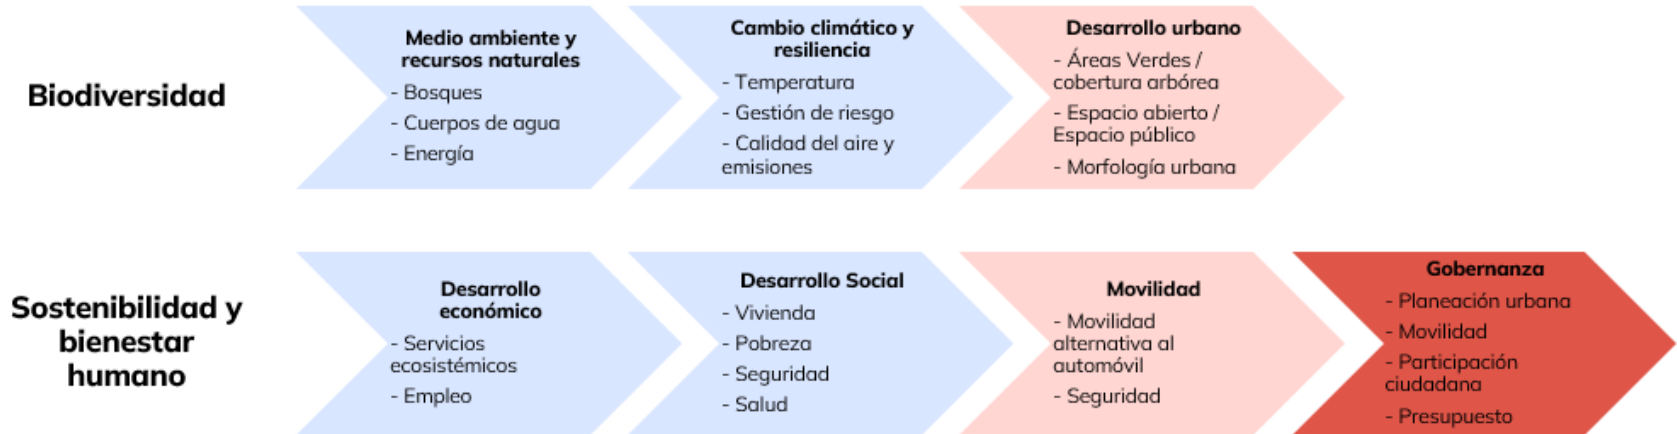 Biodiversidad
Medio ambiente y
recursos naturales
- Bosques
- Cuerpos de agua
- Energía
Cambio climático y
resiliencia
- Temperatura
- Gestión de riesgo
- Calidad del aire y
emisiones
Desarrollo urbano
- Áreas Verdes /
cobertura arbórea
- Espacio abierto /
Espacio público
- Morfología urbana
Sostenibilidad y
bienestar
humano
Desarrollo
económico
- Servicios
ecosistémicos
- Empleo
Desarrollo Social
- Vivienda
- Pobreza
- Seguridad
- Salud
Movilidad
- Movilidad
alternativa al
automóvil
- Seguridad
Gobernanza
- Planeación urbana
- Movilidad
- Participación
ciudadana
- Presupuesto